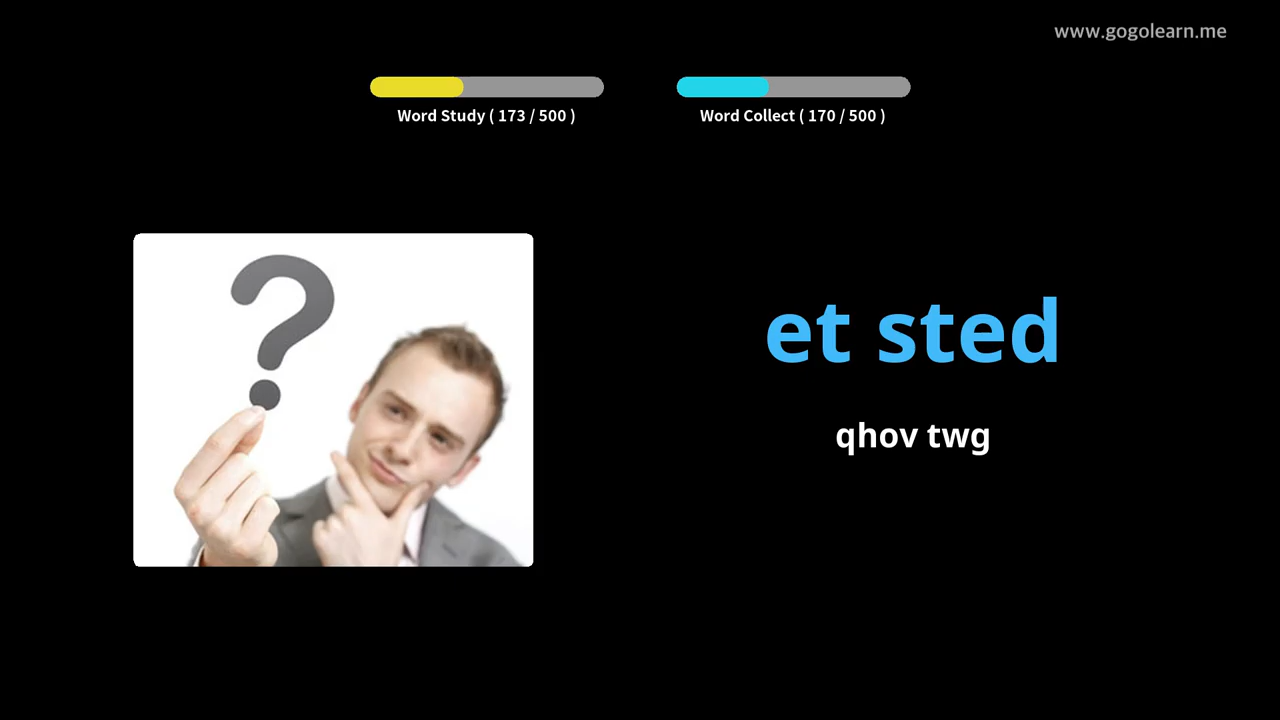 www.gogolearn.me
Word Study ( 173 / 500 )
Word Collect ( 170 / 500 )
?
et sted
qhov twg